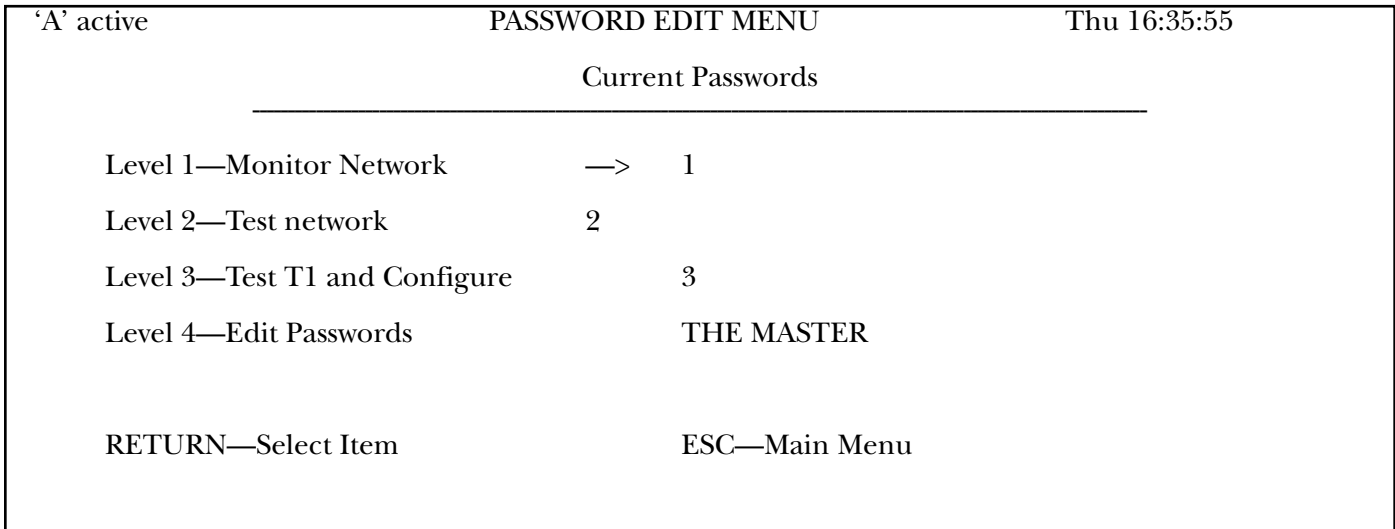 ‘A’ active PASSWORD EDIT MENU Thu 16:35:55
Current Passwords
Level 1—Monitor Network —> 1
Level 2—Test network 2
Level 3—Test T1 and Configure 3
Level 4—Edit Passwords THE MASTER
RETURN—Select Item ESC—Main Menu